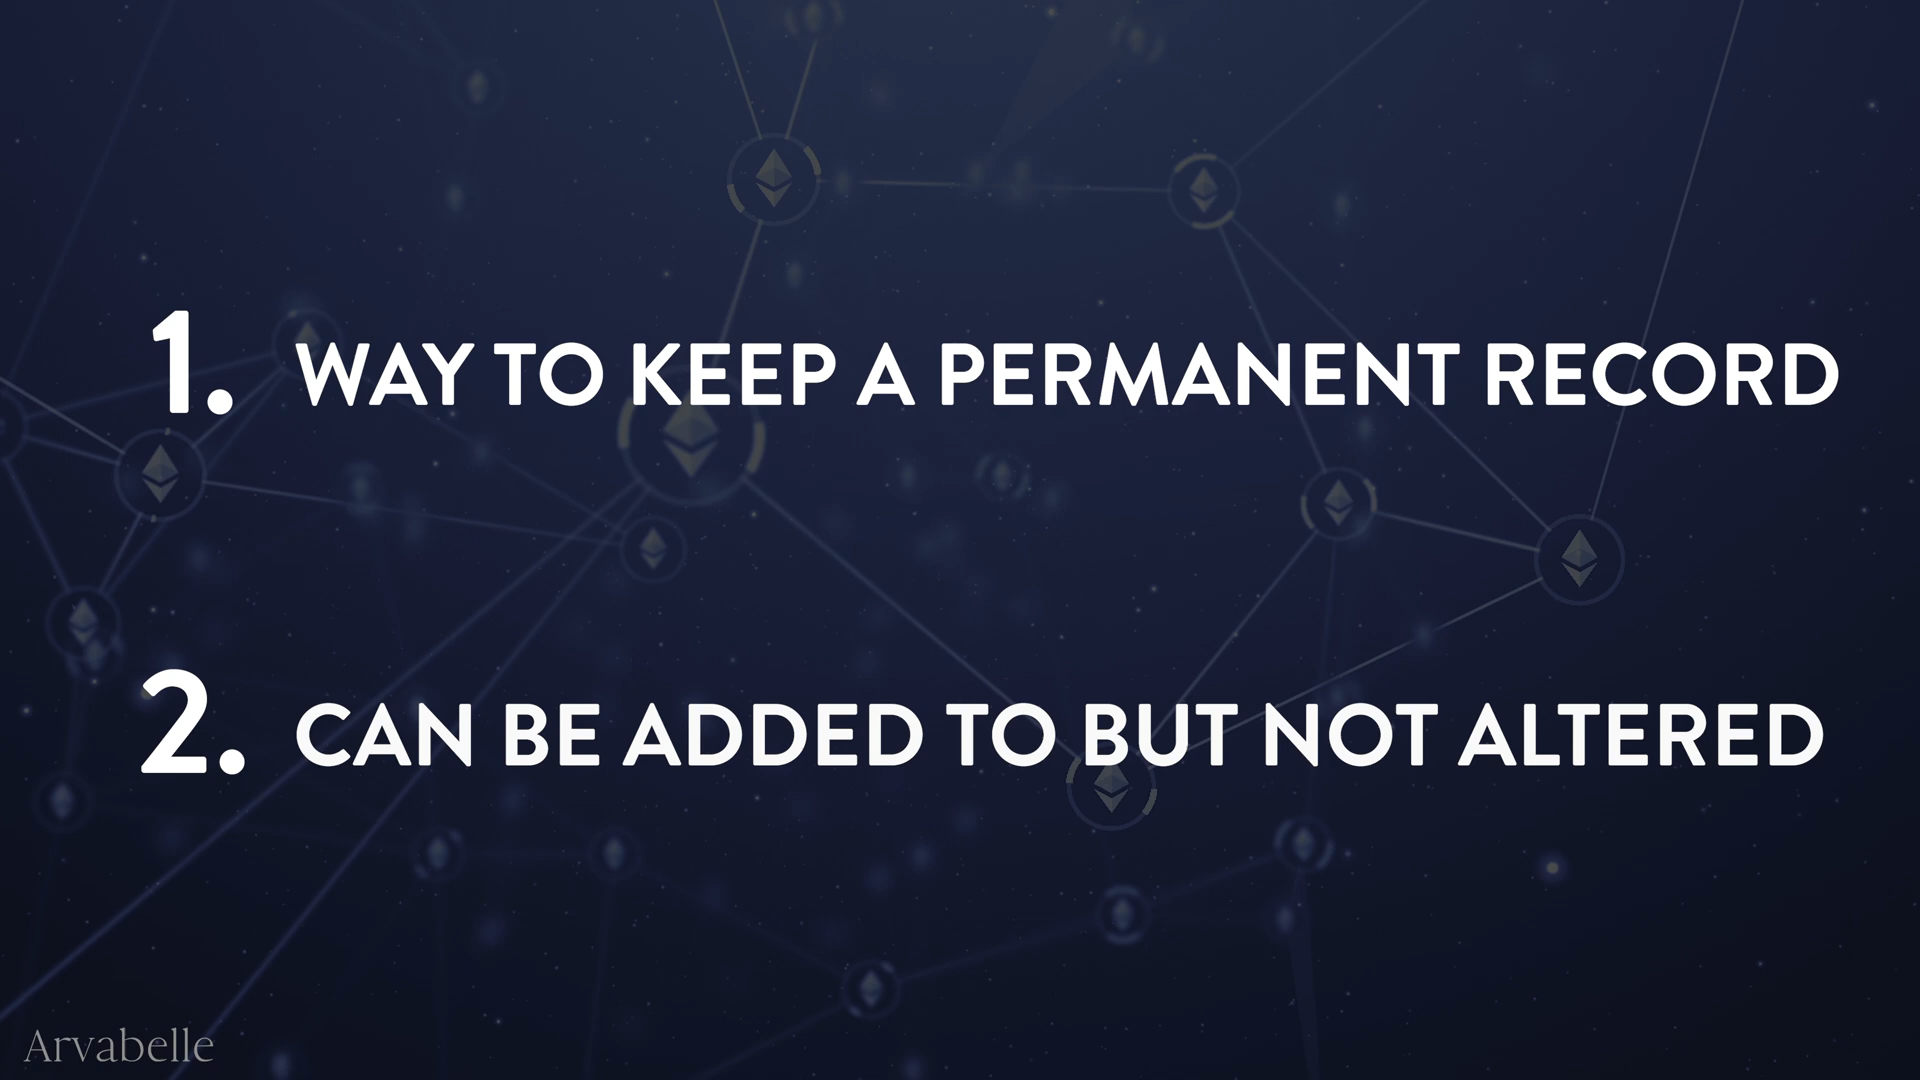 1. WAY TO KEEP A PERMANENT RECORD
2. CAN BE ADDED TO BUT NOT ALTERED
Arvabelle